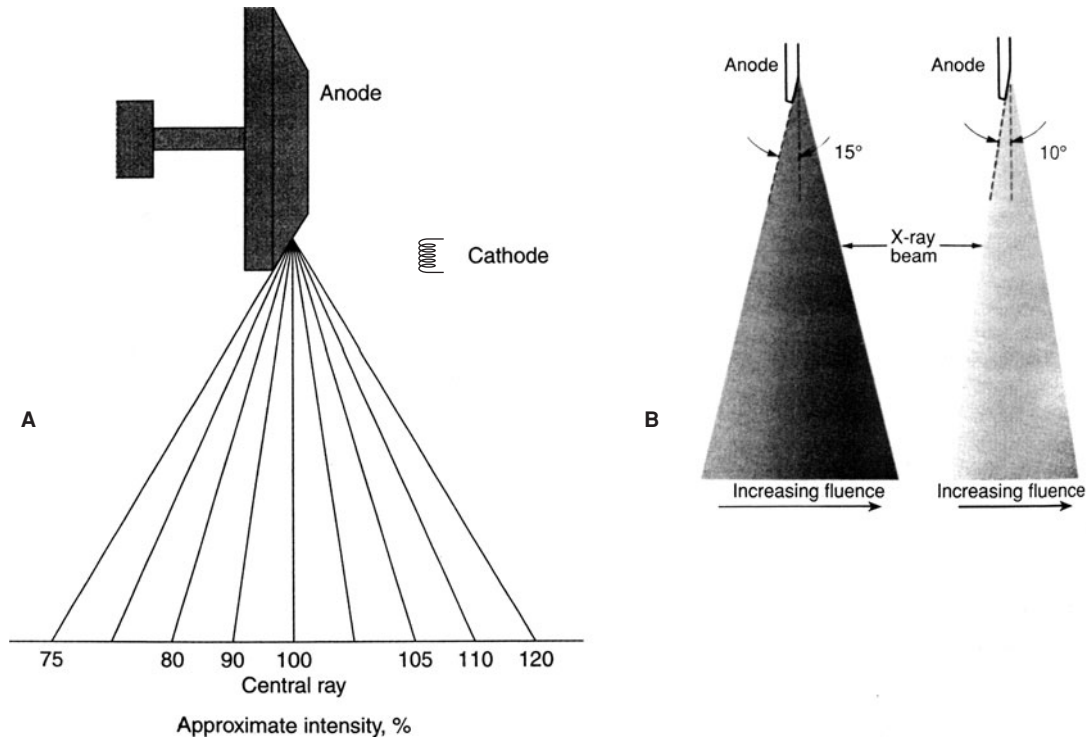 Anode
Cathode
A
75 80 90 100 105 110 120
Central ray
Approximate intensity, %
Anode Anode
15° 10°
X-ray
beam
B
Increasing fluence Increasing fluence